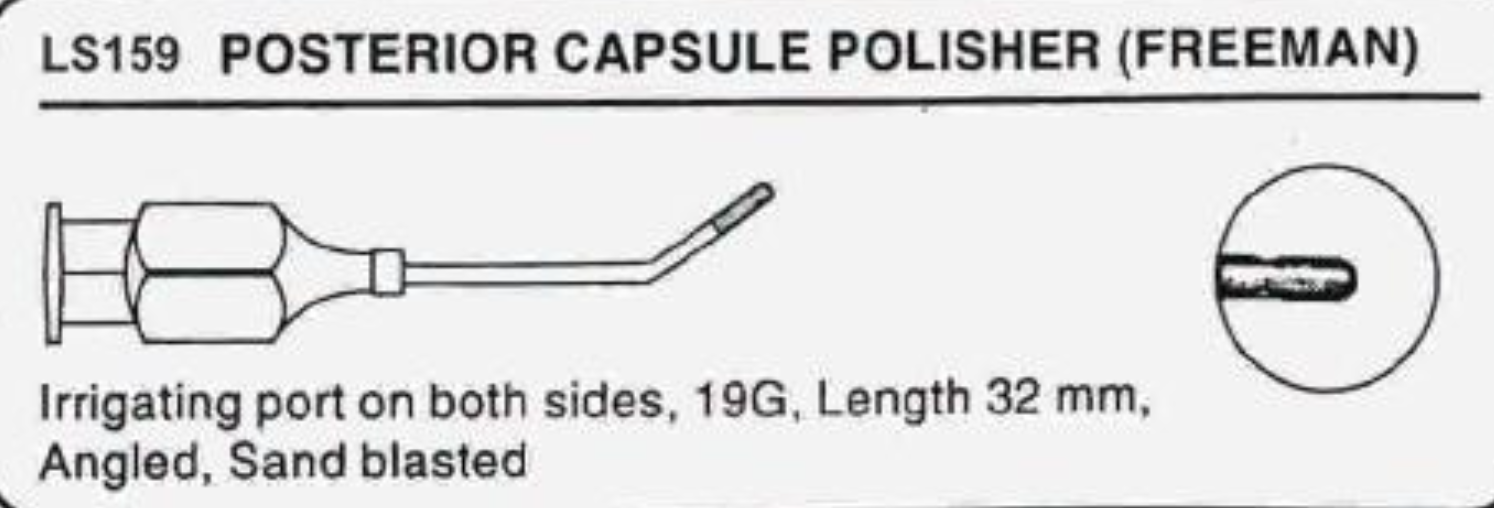 LS159 POSTERIOR CAPSULE POLISHER (FREEMAN)
Irrigating port on both sides, 19G, Length 32 mm,
Angled, Sand blasted